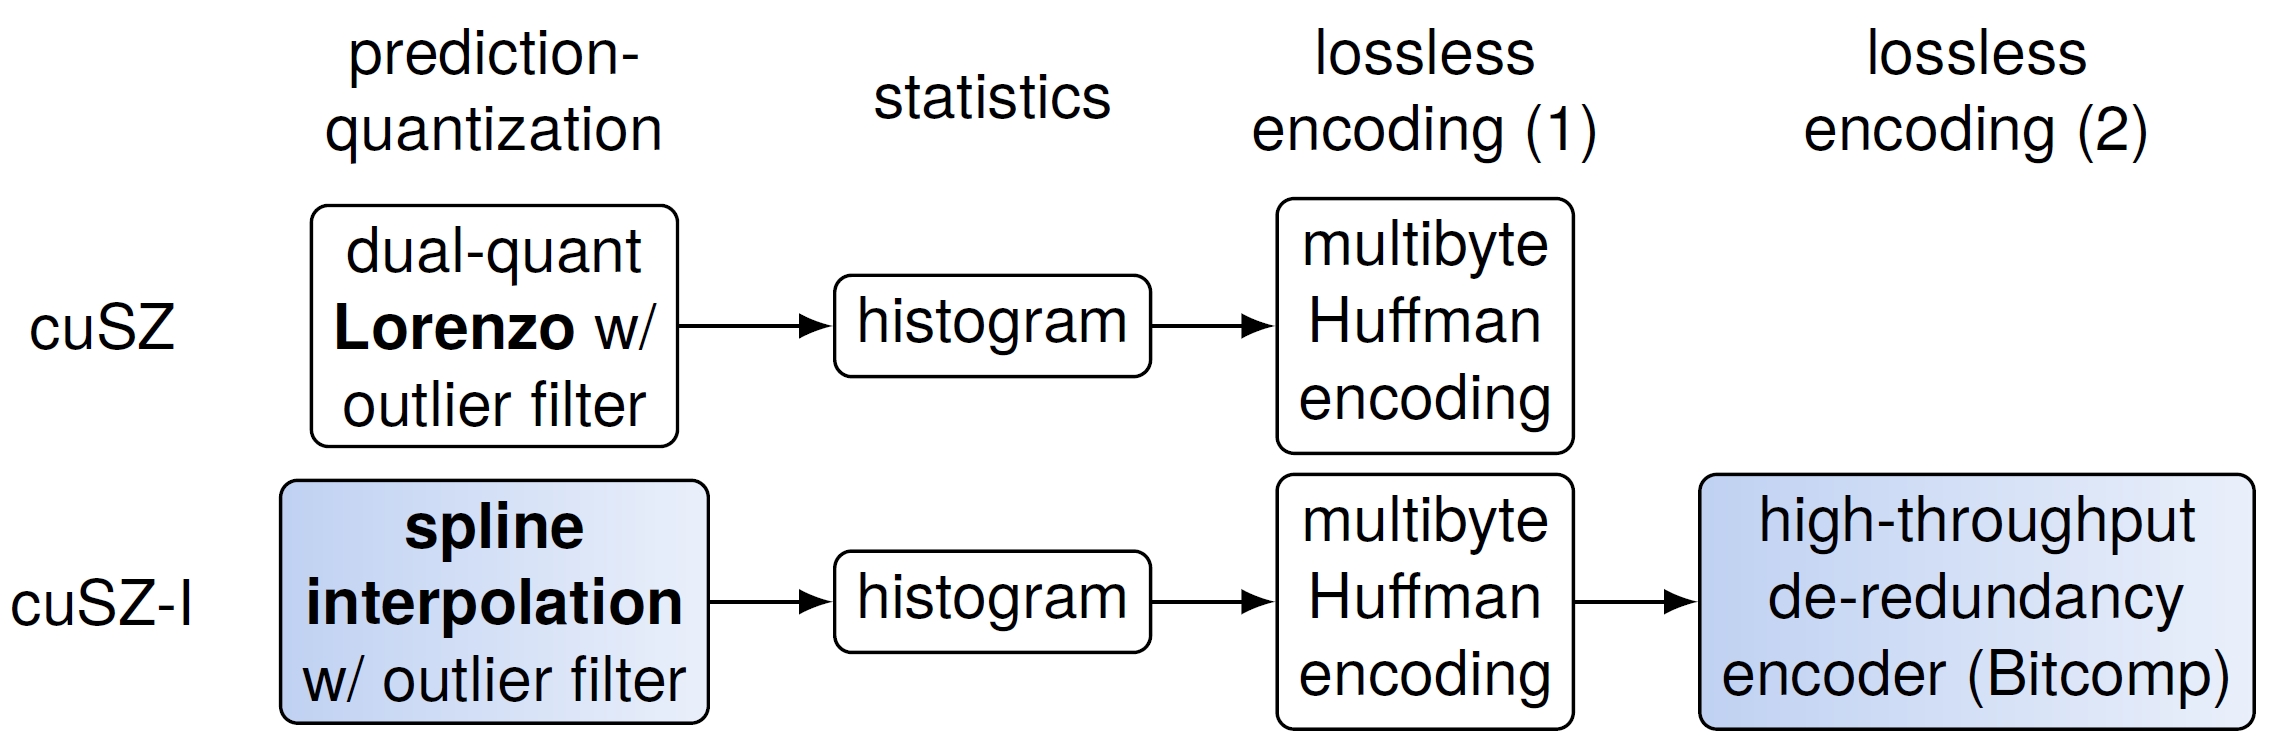 prediction-
quantization
statistics
lossless
encoding (1)
lossless
encoding (2)
cuSZ
dual-quant
Lorenzo w/
outlier filter
histogram
multibyte
Huffman
encoding
cuSZ-I
spline
interpolation
w/ outlier filter
histogram
multibyte
Huffman
encoding
high-throughput
de-redundancy
encoder (Bitcomp)